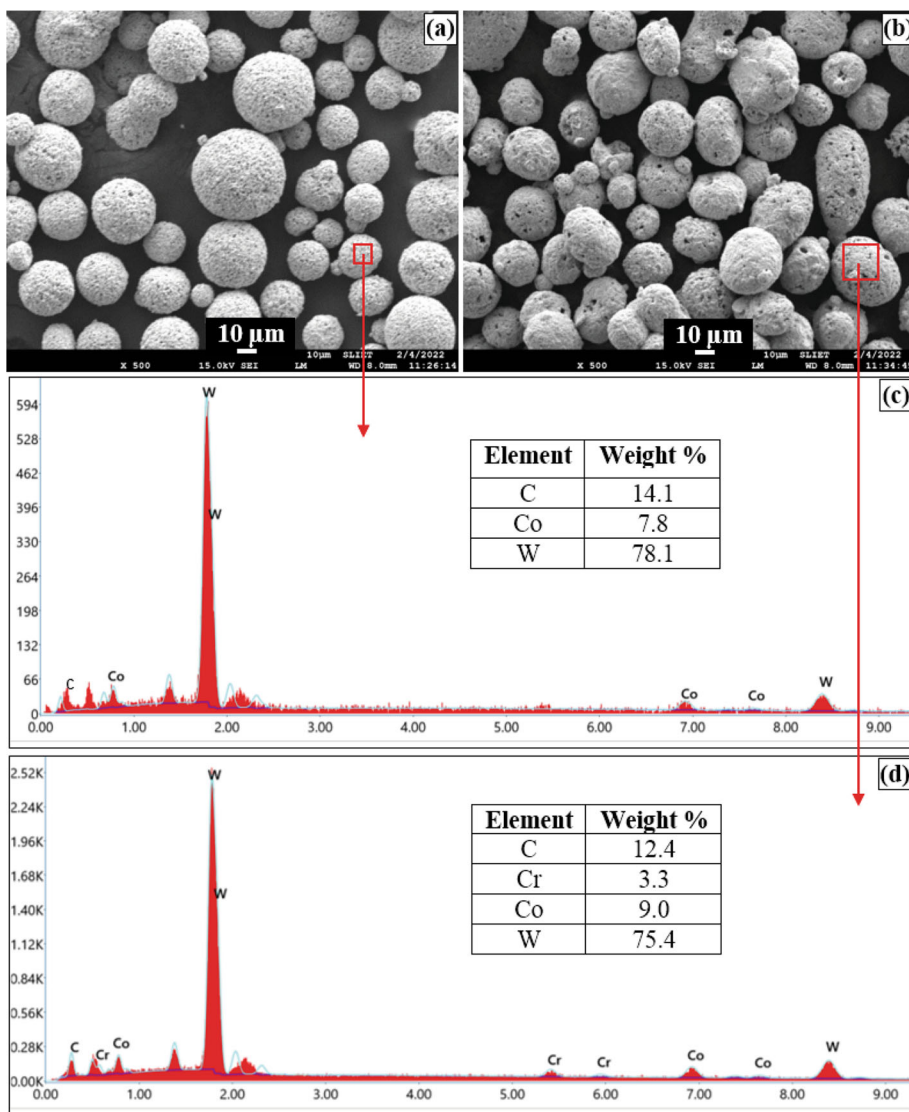 (a)
(b)
10 μm
10 μm
10μm SLIET 2/4/2022
X 500 15.0kV SEI LM WD 8.0mm 11:26:14
10μm SLIET 2/4/2022
X 500 15.0kV SEI LM WD 8.0mm 11:34:45
(c)
594
528
462
396
330
264
198
132
66
0
W
W
C
Co
Co
Co
W
Element Weight %
C 14.1
Co 7.8
W 78.1
0.00 1.00 2.00 3.00 4.00 5.00 6.00 7.00 8.00 9.00
(d)
2.52K
2.24K
1.96K
1.68K
1.40K
1.12K
0.84K
0.56K
0.28K
0.00K
W
W
C
Cr
Co
Cr
Cr
Co
Co
W
Element Weight %
C 12.4
Cr 3.3
Co 9.0
W 75.4
0.00 1.00 2.00 3.00 4.00 5.00 6.00 7.00 8.00 9.00